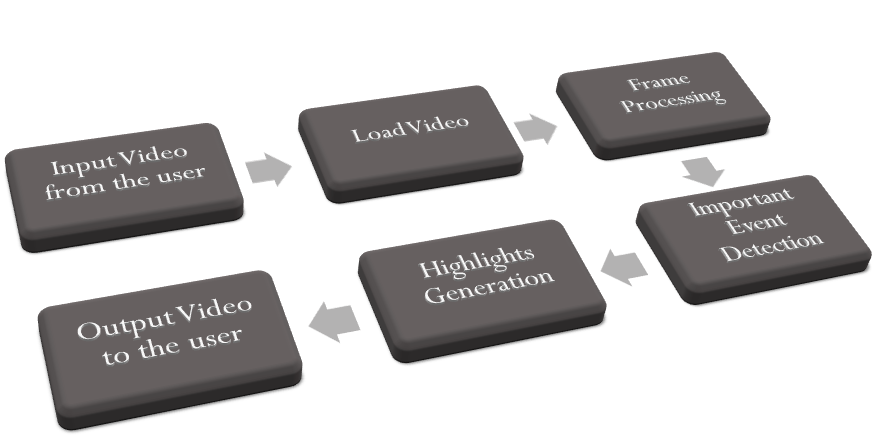 Input Video
from the user
Load Video
Frame
Processing
Important
Event
Detection
Highlights
Generation
Output Video
to the user